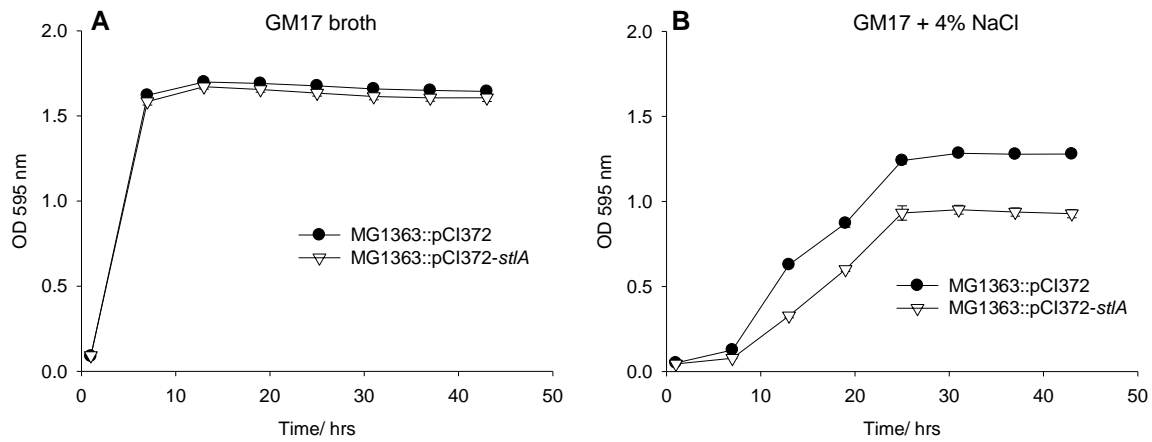 A
GM17 broth
2.0
1.5
1.0
0.5
0.0
OD 595 nm
MG1363::pCI372
MG1363::pCI372-stlA
0 10 20 30 40 50
Time/ hrs
B
GM17 + 4% NaCl
2.0
1.5
1.0
0.5
0.0
OD 595 nm
MG1363::pCI372
MG1363::pCI372-stlA
0 10 20 30 40 50
Time/ hrs